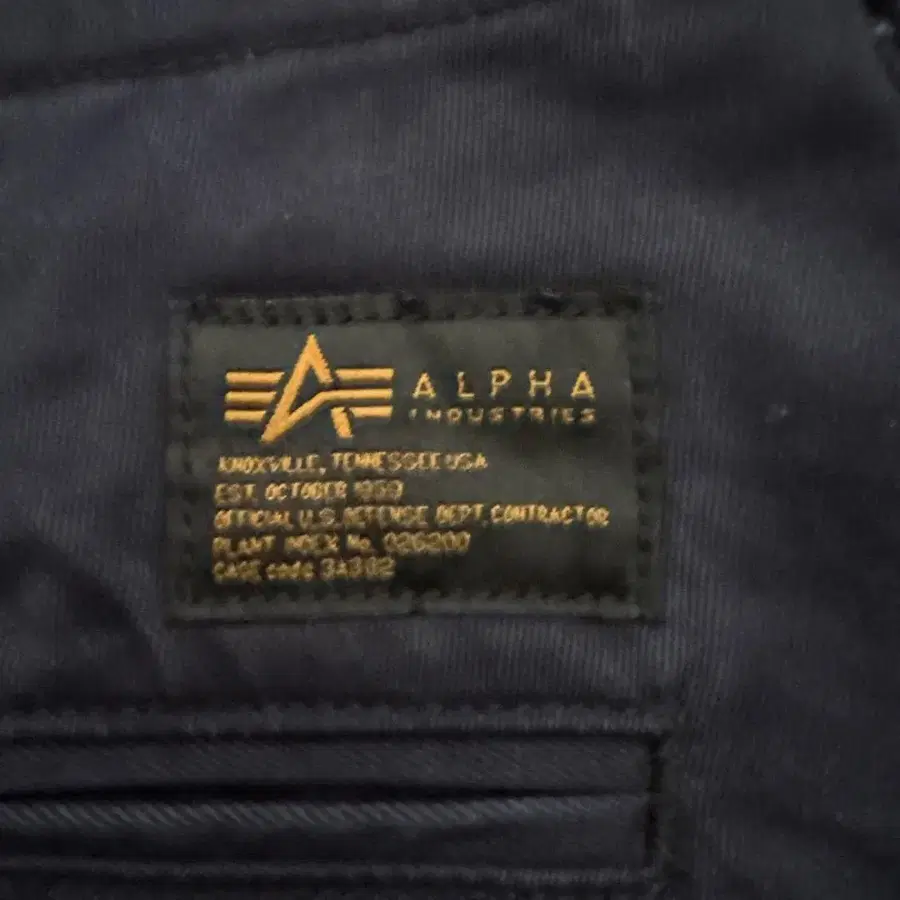 ALPHA
INDUSTRIES
KNOXVILLE, TENNESSEE USA
EST. OCTOBER 1959
OFFICIAL U.S. DEFENSE DEPT. CONTRACTOR
PLANT INDEX No. 026200
CAGE code 3A302